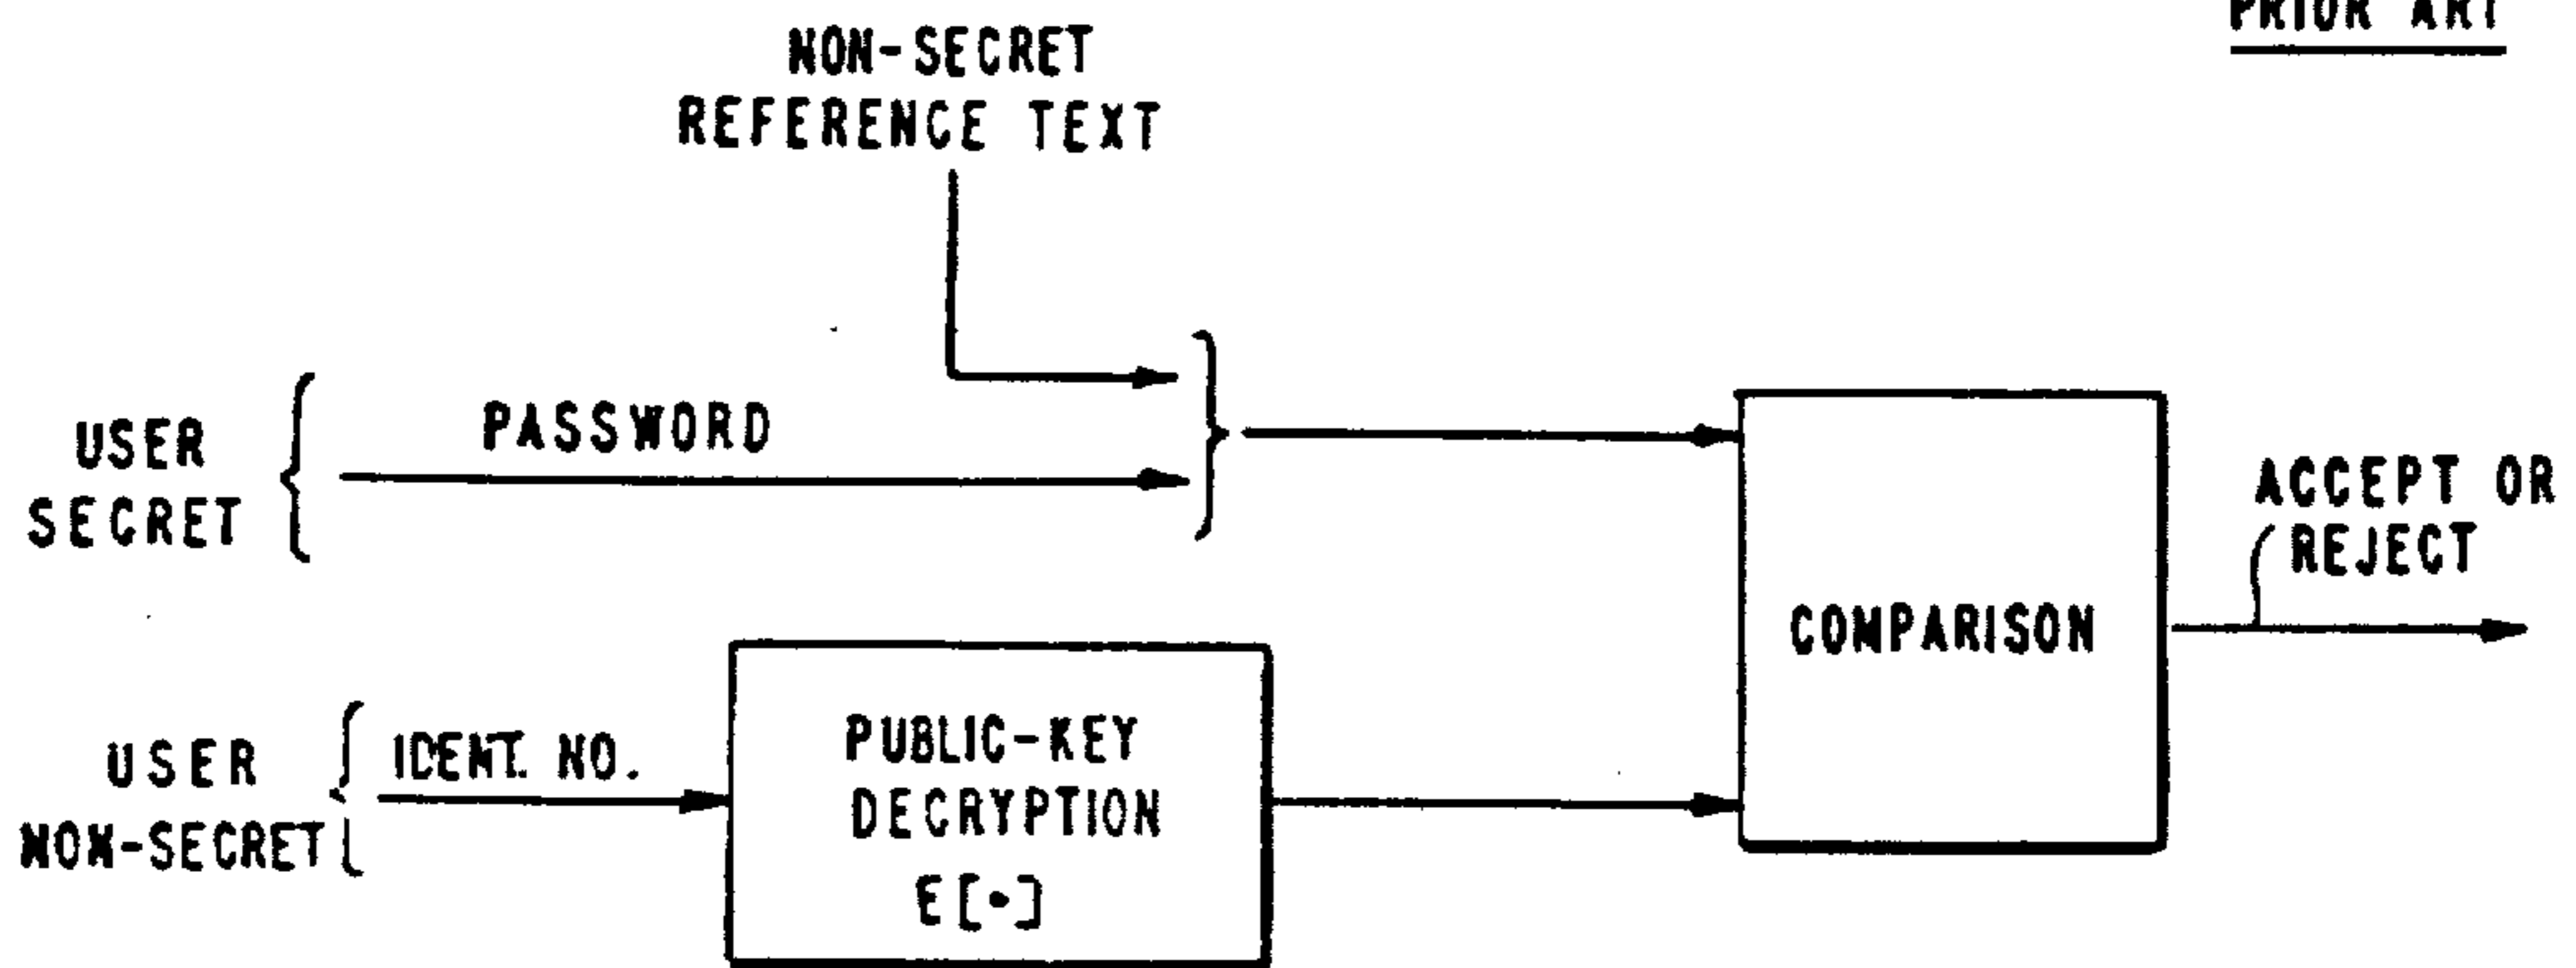 PRIOR ART
NON-SECRET
REFERENCE TEXT
USER
SECRET
PASSWORD
ACCEPT OR
REJECT
COMPARISON
USER
NON-SECRET
IDENT. NO.
PUBLIC-KEY
DECRYPTION
E[•]